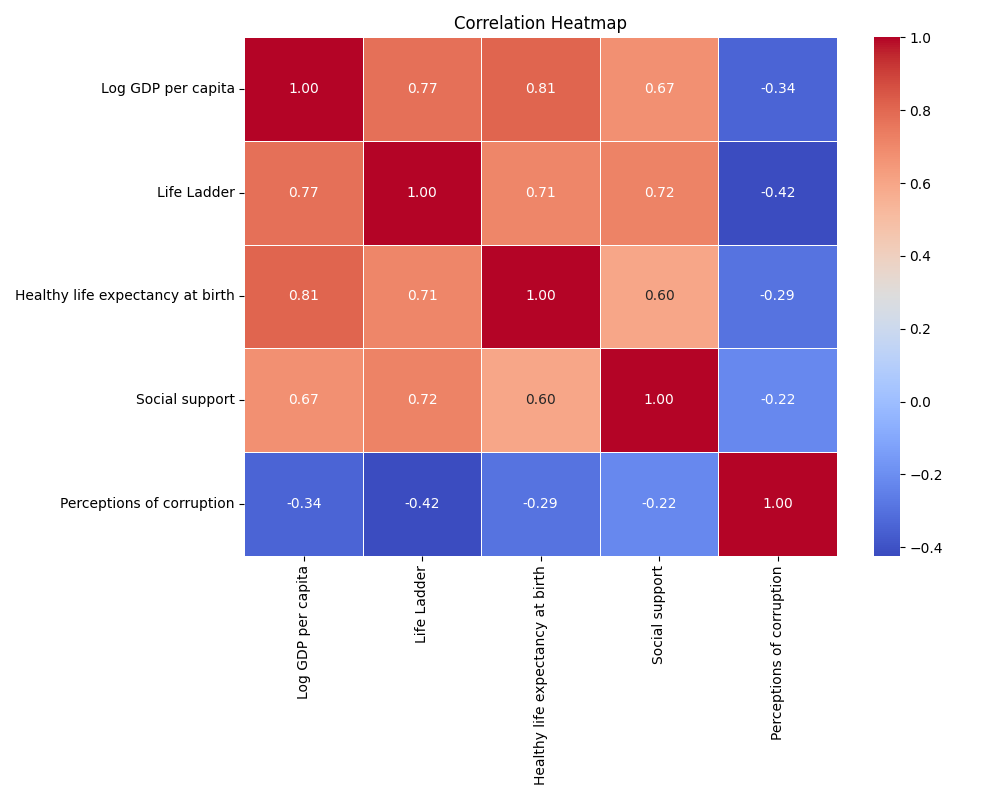 Correlation Heatmap
Log GDP per capita 1.00 0.77 0.81 0.67 -0.34
Life Ladder 0.77 1.00 0.71 0.72 -0.42
Healthy life expectancy at birth 0.81 0.71 1.00 0.60 -0.29
Social support 0.67 0.72 0.60 1.00 -0.22
Perceptions of corruption -0.34 -0.42 -0.29 -0.22 1.00
Log GDP per capita
Life Ladder
Healthy life expectancy at birth
Social support
Perceptions of corruption
1.0
0.8
0.6
0.4
0.2
0.0
−0.2
−0.4